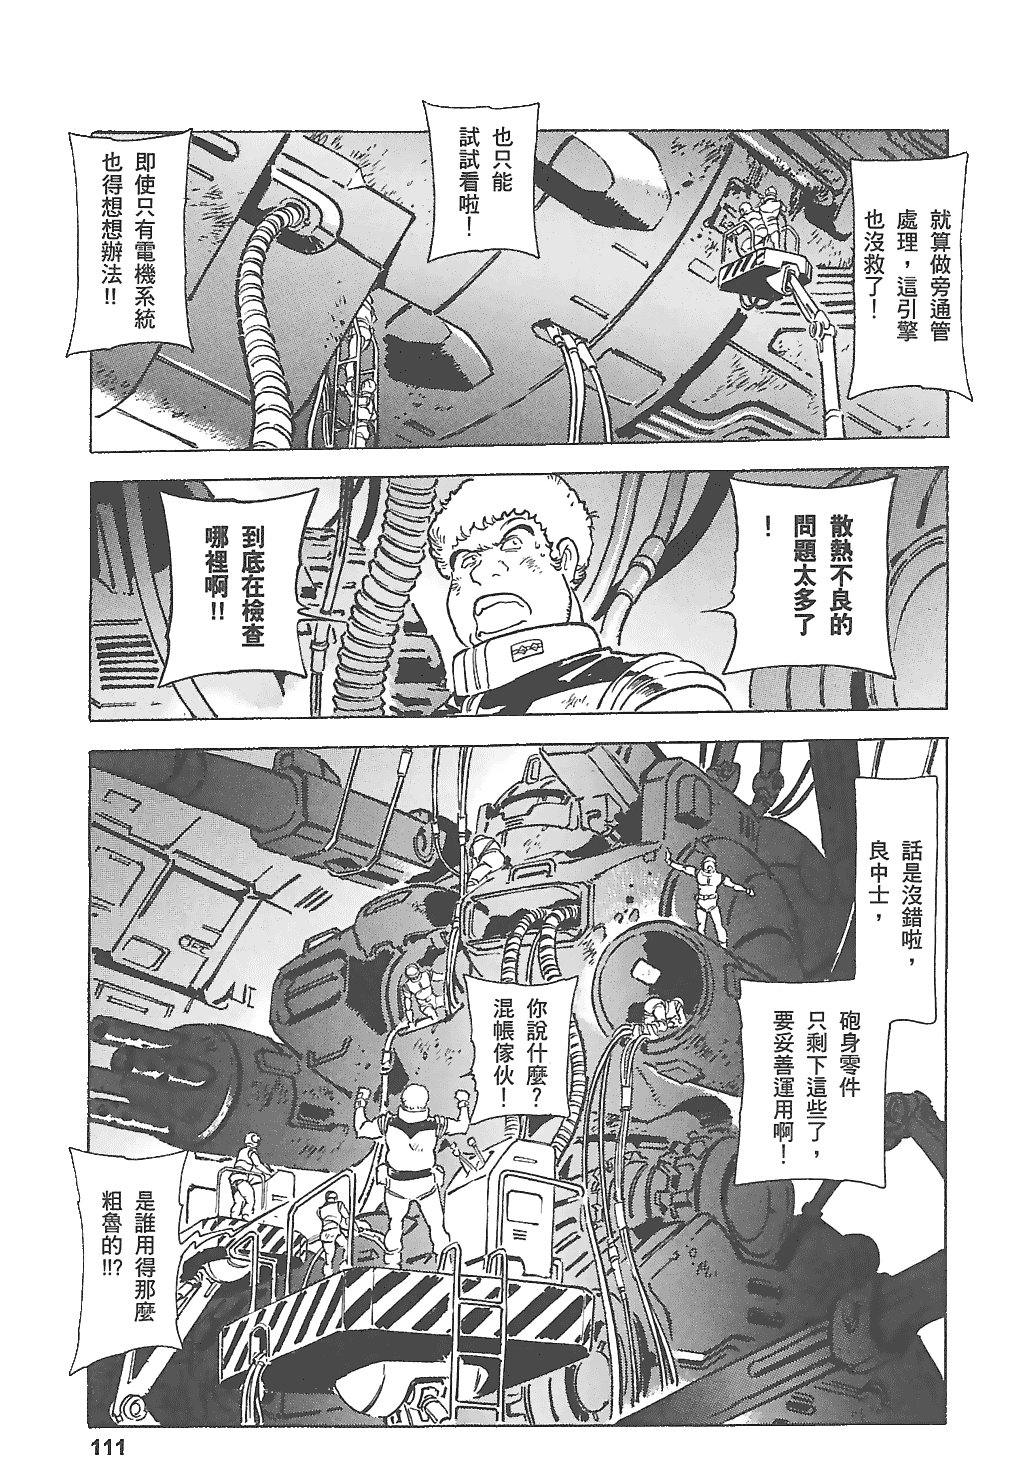 就算做旁通管
處理，這引擎
也沒救了！
也只能
試試看啦！
即使只有電機系統
也得想想辦法!!
散熱不良的
問題太多了
！
到底在檢查
哪裡啊!!
話是沒錯啦，
良中士，
砲身零件
只剩下這些了，
要妥善運用啊！
你說什麼？
混帳傢伙！
是誰用得那麼
粗魯的!!?
111